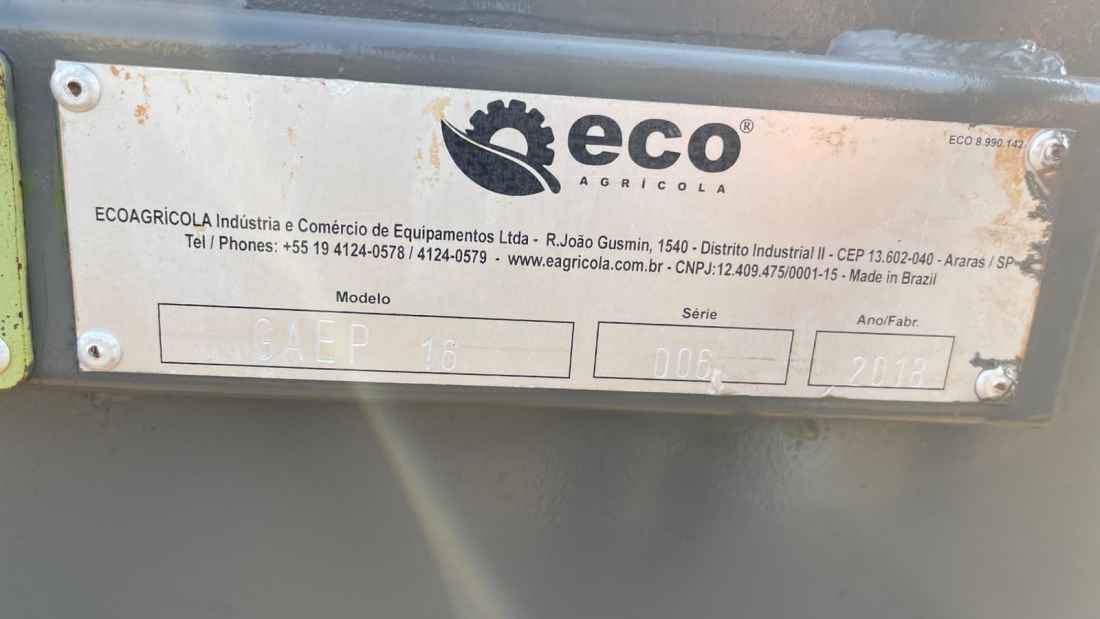 eco®
AGRÍCOLA
ECO 8.990.142
ECOAGRÍCOLA Indústria e Comércio de Equipamentos Ltda - R.João Gusmin, 1540 - Distrito Industrial II - CEP 13.602-040 - Araras / SP
Tel / Phones: +55 19 4124-0578 / 4124-0579 - www.eagricola.com.br - CNPJ:12.409.475/0001-15 - Made in Brazil
Modelo
Série
Ano/Fabr.
GAEP 16
006
2018